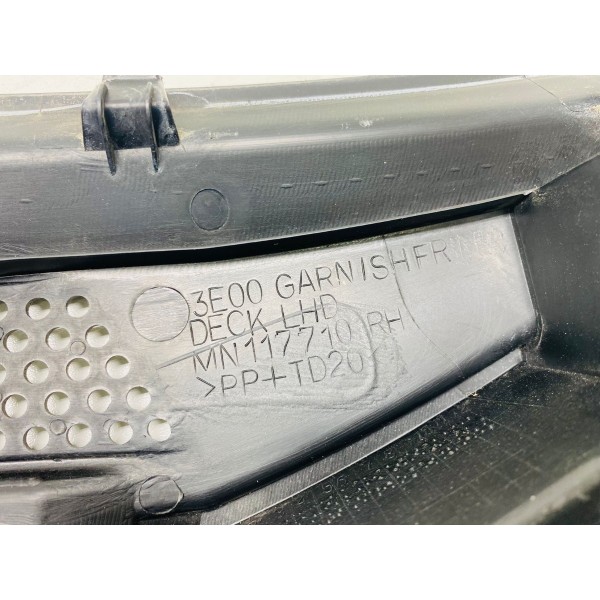 3E00 GARNISH FR
DECK LHD
MN117710 RH
>PP+TD20